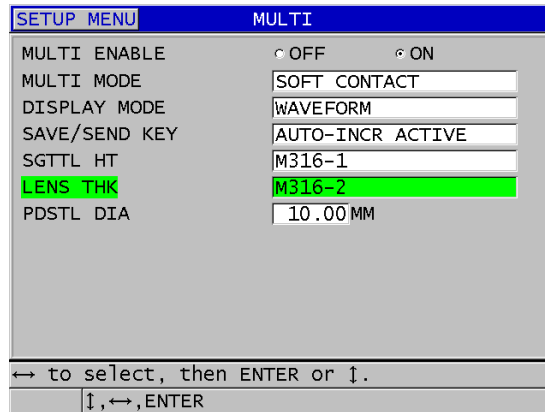 SETUP MENU MULTI
MULTI ENABLE OFF ON
MULTI MODE SOFT CONTACT
DISPLAY MODE WAVEFORM
SAVE/SEND KEY AUTO-INCR ACTIVE
SGTTL HT M316-1
LENS THK M316-2
PDSTL DIA 10.00 MM
↔ to select, then ENTER or ↕.
↕,↔,ENTER